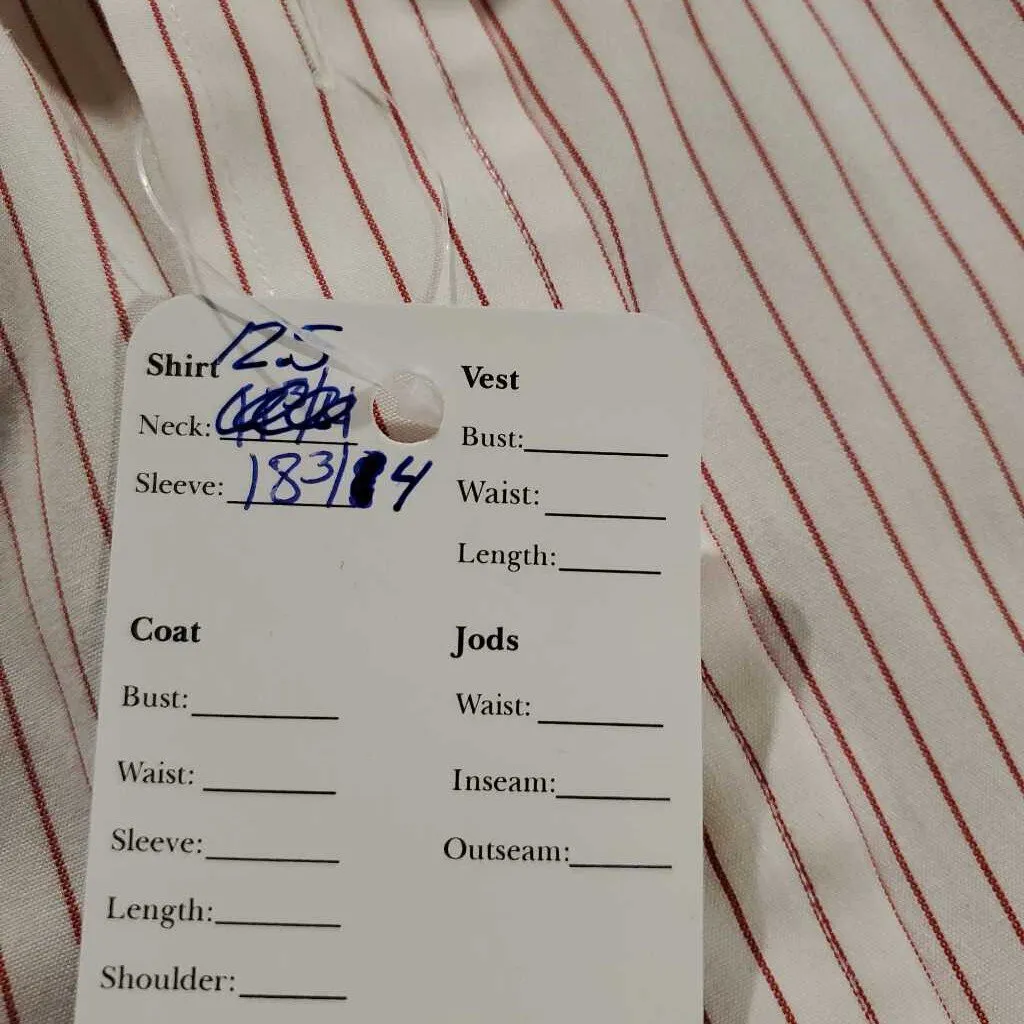 Shirt 12.5
Neck:
Sleeve: 18 3/4
Coat
Bust:
Waist:
Sleeve:
Length:
Shoulder:
Vest
Bust:
Waist:
Length:
Jods
Waist:
Inseam:
Outseam: